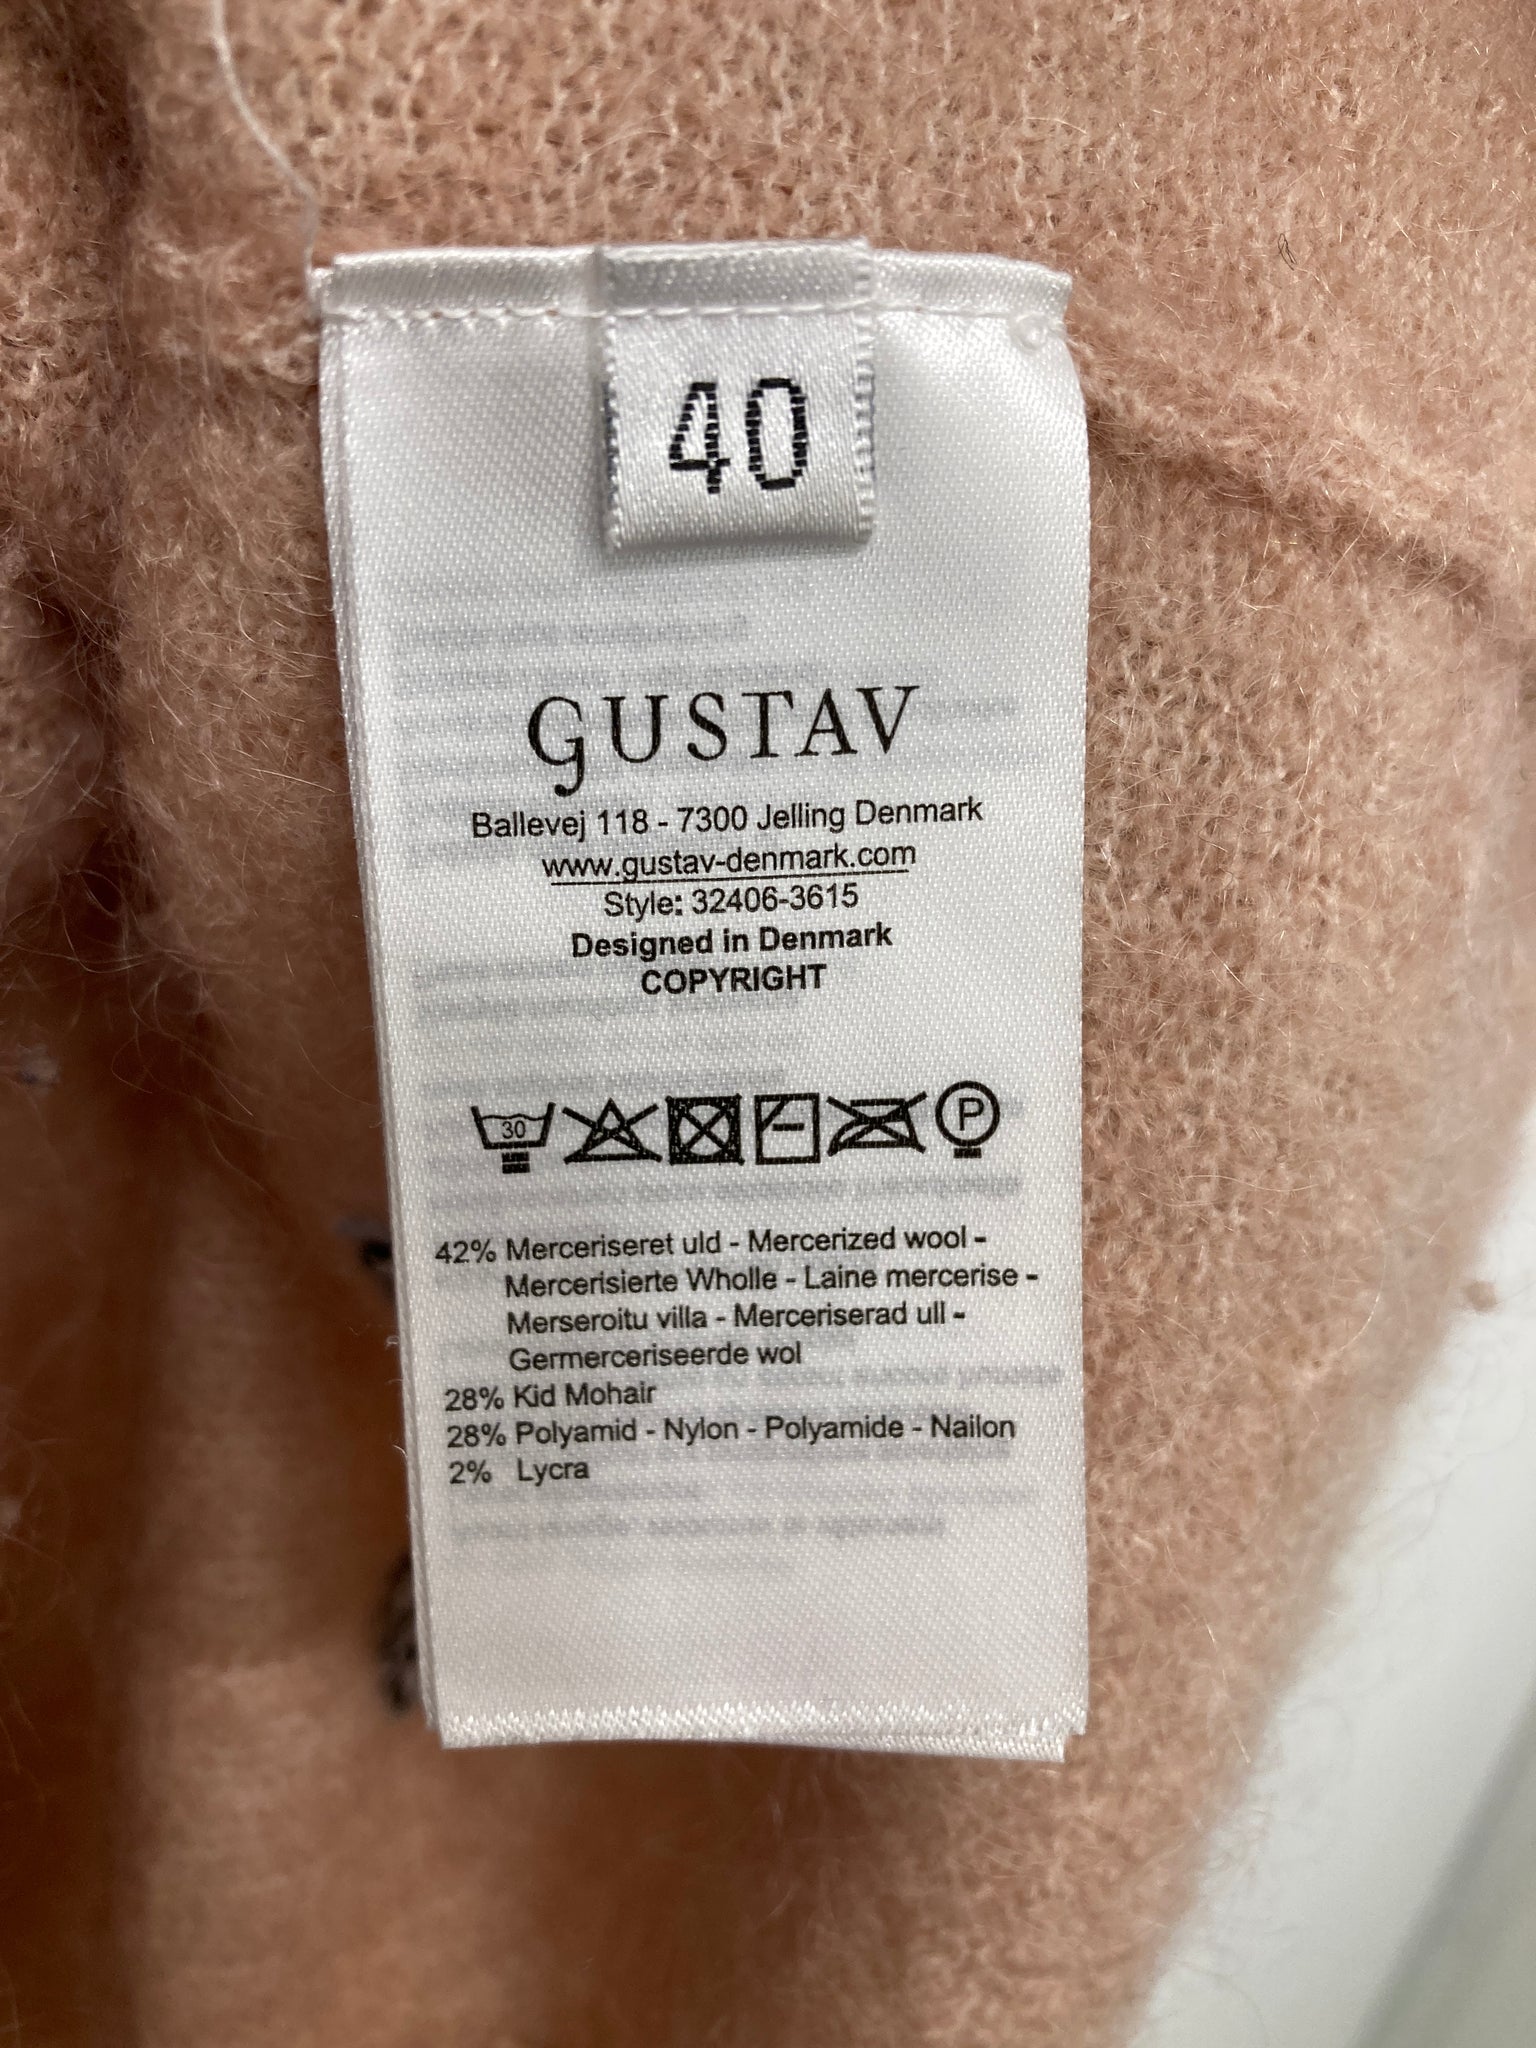 40
GUSTAV
Ballevej 118 - 7300 Jelling Denmark
www.gustav-denmark.com
Style: 32406-3615
Designed in Denmark
COPYRIGHT
30
P
42% Merceriseret uld - Mercerized wool -
Mercerisierte Wholle - Laine mercerise -
Merseroitu villa - Merceriserad ull -
Germerceriseerde wol
28% Kid Mohair
28% Polyamid - Nylon - Polyamide - Nailon
2% Lycra